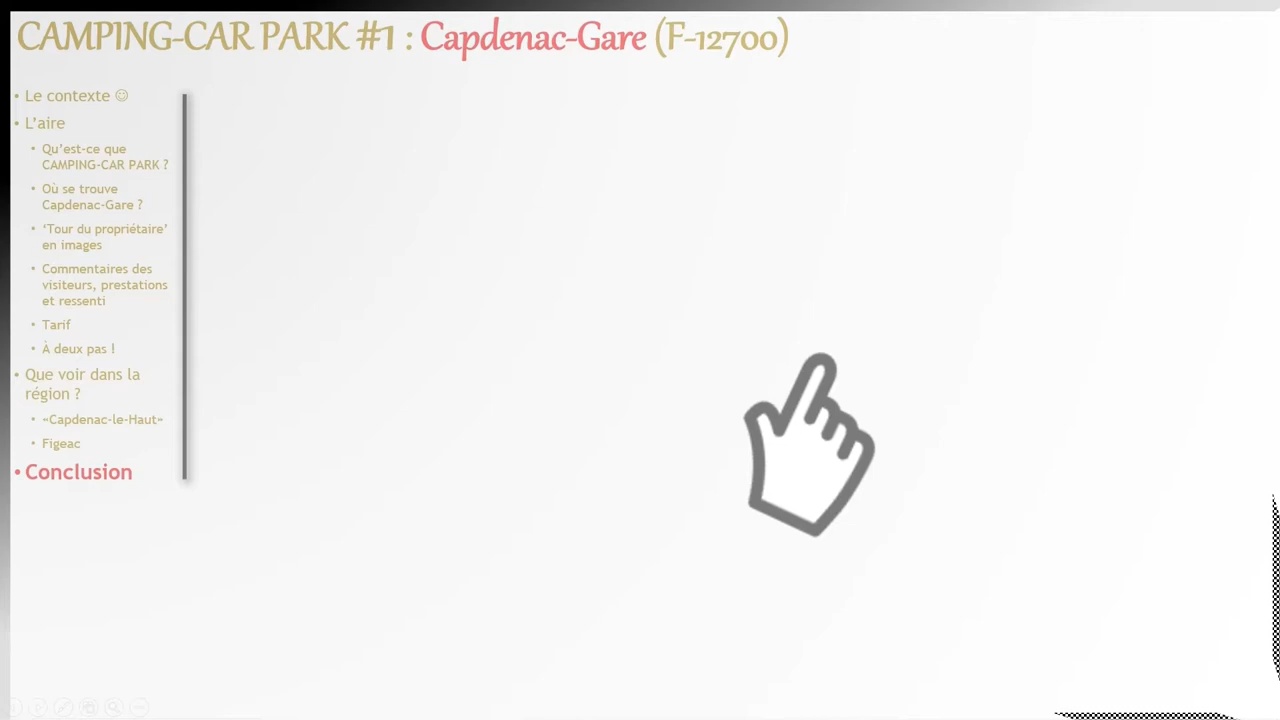 CAMPING-CAR PARK #1 : Capdenac-Gare (F-12700)
• Le contexte ☺
• L’aire
• Qu’est-ce que
CAMPING-CAR PARK ?
• Où se trouve
Capdenac-Gare ?
• ‘Tour du propriétaire’
en images
• Commentaires des
visiteurs, prestations
et ressenti
• Tarif
• À deux pas !
• Que voir dans la
région ?
• «Capdenac-le-Haut»
• Figeac
• Conclusion